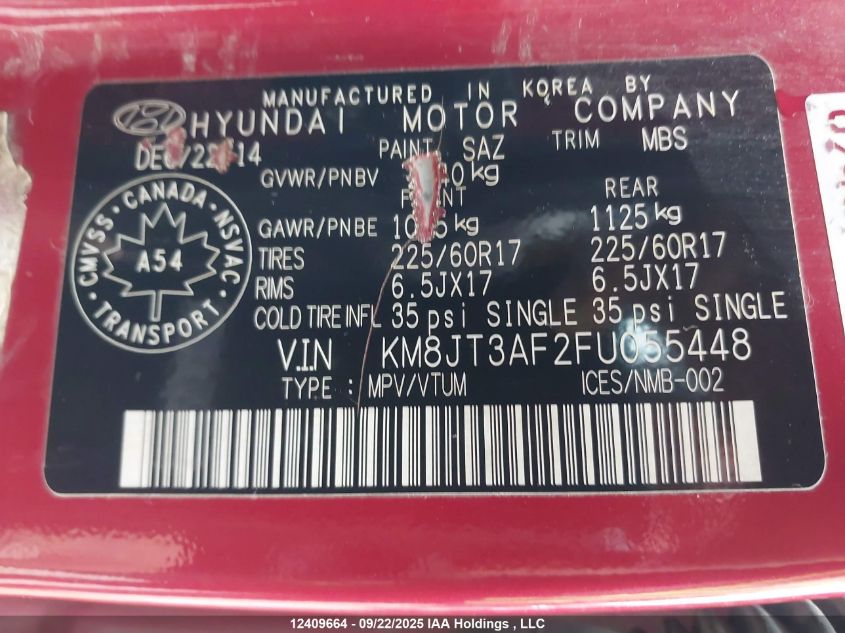 MANUFACTURED IN KOREA BY
HYUNDAI MOTOR COMPANY
14 PAINT SAZ TRIM MBS
GVWR/PNBV kg
REAR
GAWR/PNBE kg 1125 kg
TIRES 225/60R17 225/60R17
RIMS 6.5JX17 6.5JX17
COLD TIRE INFL 35 psi SINGLE 35 psi SINGLE
V.I.N KM8JT3AF2FU055448
TYPE : MPV/VTUM ICES/NMB-002
CMVSS · CANADA · NSVAC · TRANSPORT
A54
12409664 - 09/22/2025 IAA Holdings , LLC